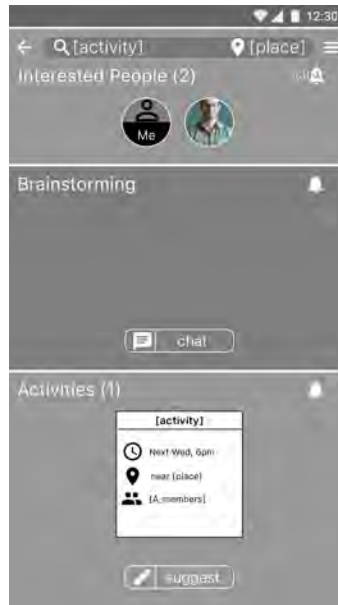 12:30
[activity] [place]
Interested People (2)
Me
Brainstorming
chat
Activities (1)
[activity]
Next Wed, 6pm
near [place]
[A_members]
suggest